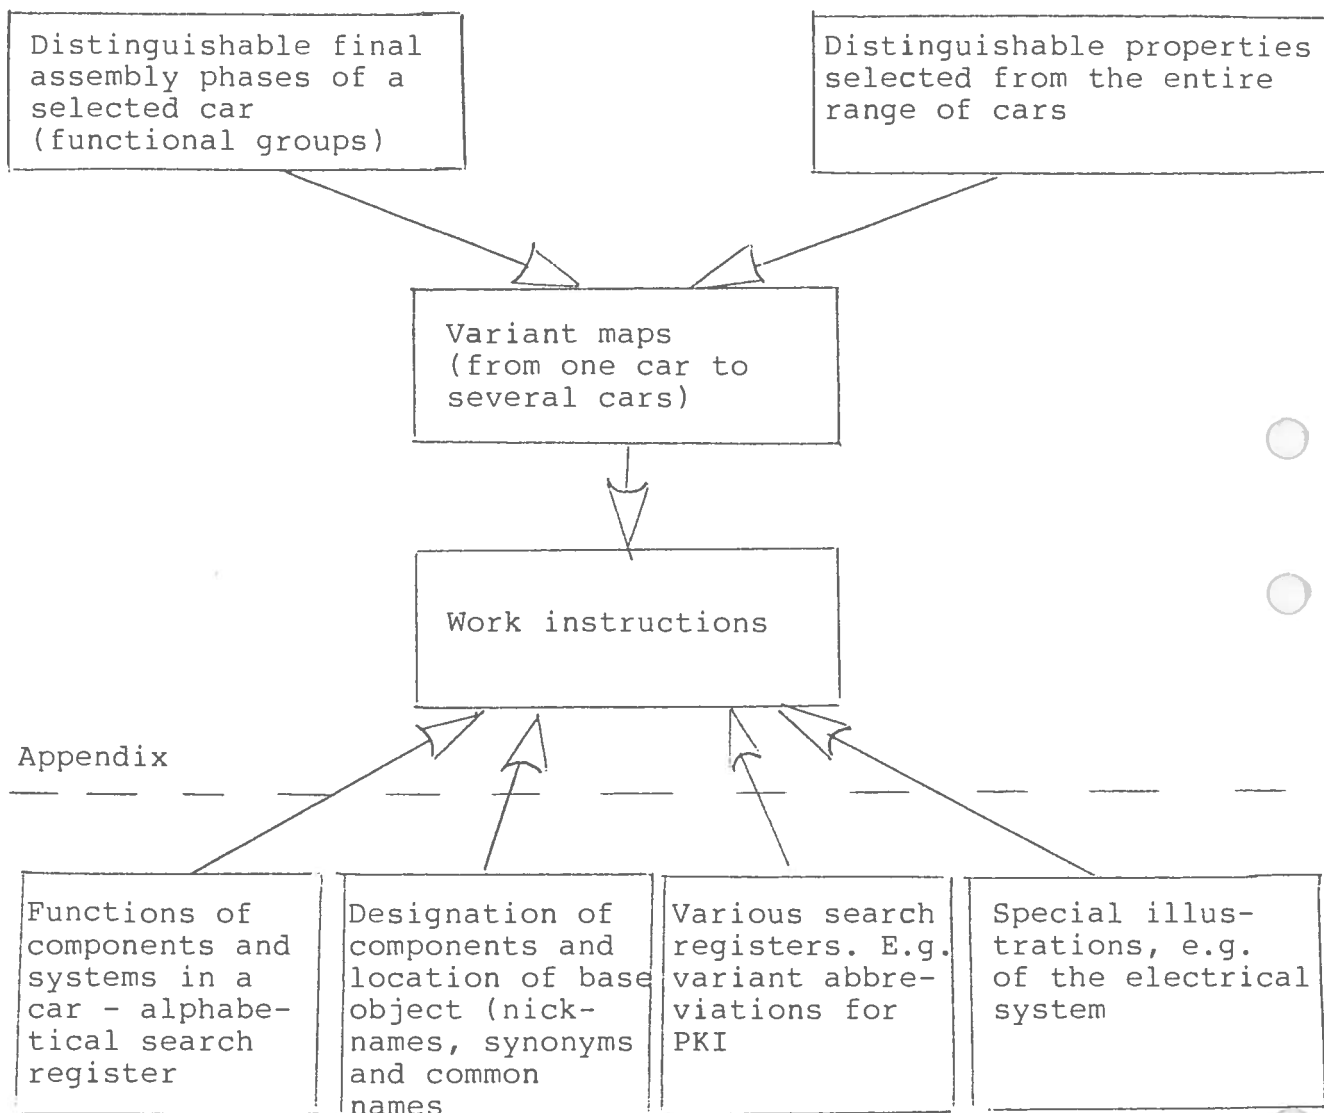 Distinguishable final
assembly phases of a
selected car
(functional groups)
Distinguishable properties
selected from the entire
range of cars
Variant maps
(from one car to
several cars)
Work instructions
Appendix
Functions of
components and
systems in a
car - alphabe-
tical search
register
Designation of
components and
location of base
object (nick-
names, synonyms
and common
names
Various search
registers. E.g.
variant abbre-
viations for
PKI
Special illus-
trations, e.g.
of the electrical
system